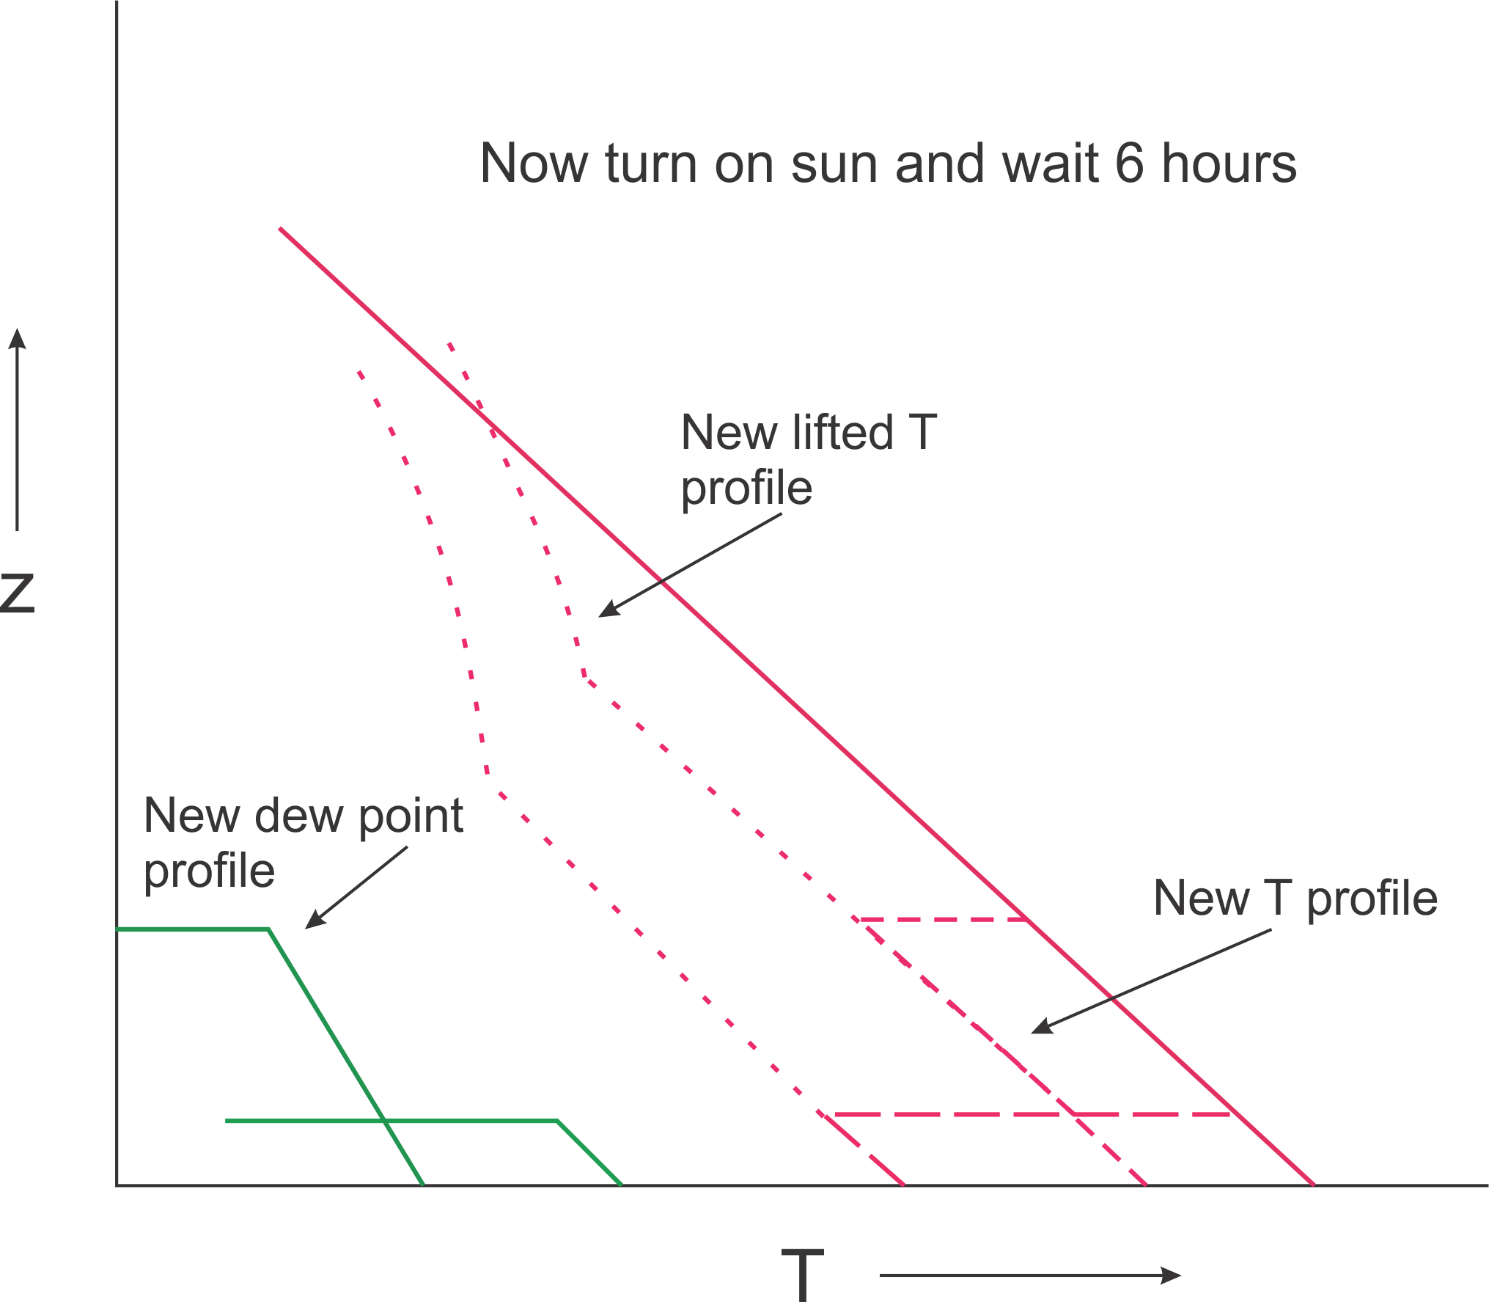 Now turn on sun and wait 6 hours
New lifted T
profile
z
New dew point
profile
New T profile
T